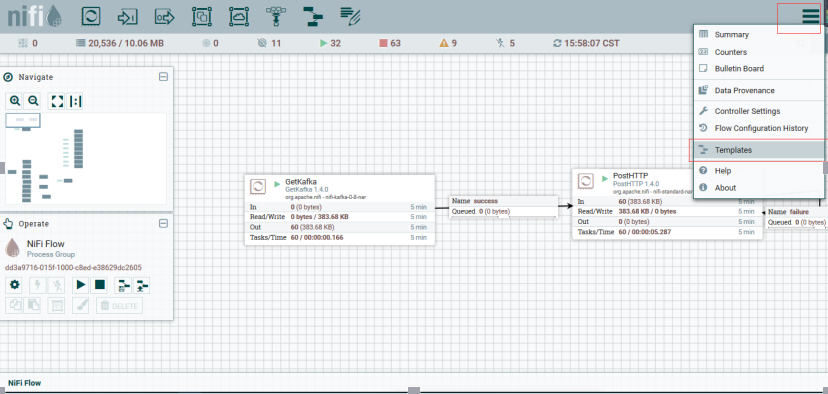 nifi
0 20,536 / 10.06 MB 0 11 32 63 9 5 15:58:07 CST
Summary
Counters
Bulletin Board
Data Provenance
Controller Settings
Flow Configuration History
Templates
Help
About
Navigate
GetKafka
GetKafka 1.4.0
org.apache.nifi - nifi-kafka-0-8-nar
In 0 (0 bytes) 5 min
Read/Write 0 bytes / 383.68 KB 5 min
Out 60 (383.68 KB) 5 min
Tasks/Time 60 / 00:00:00.166 5 min
Name success
Queued 0 (0 bytes)
PostHTTP
PostHTTP 1.4.0
org.apache.nifi - nifi-standard-nar
In 60 (383.68 KB) 5 min
Read/Write 383.68 KB / 0 bytes 5 min
Out 0 (0 bytes) 5 min
Tasks/Time 60 / 00:00:05.287 5 min
Name failure
Queued 0 (0 bytes)
Operate
NiFi Flow
Process Group
dd3a9716-015f-1000-c8ed-e38629dc2605
DELETE
NiFi Flow